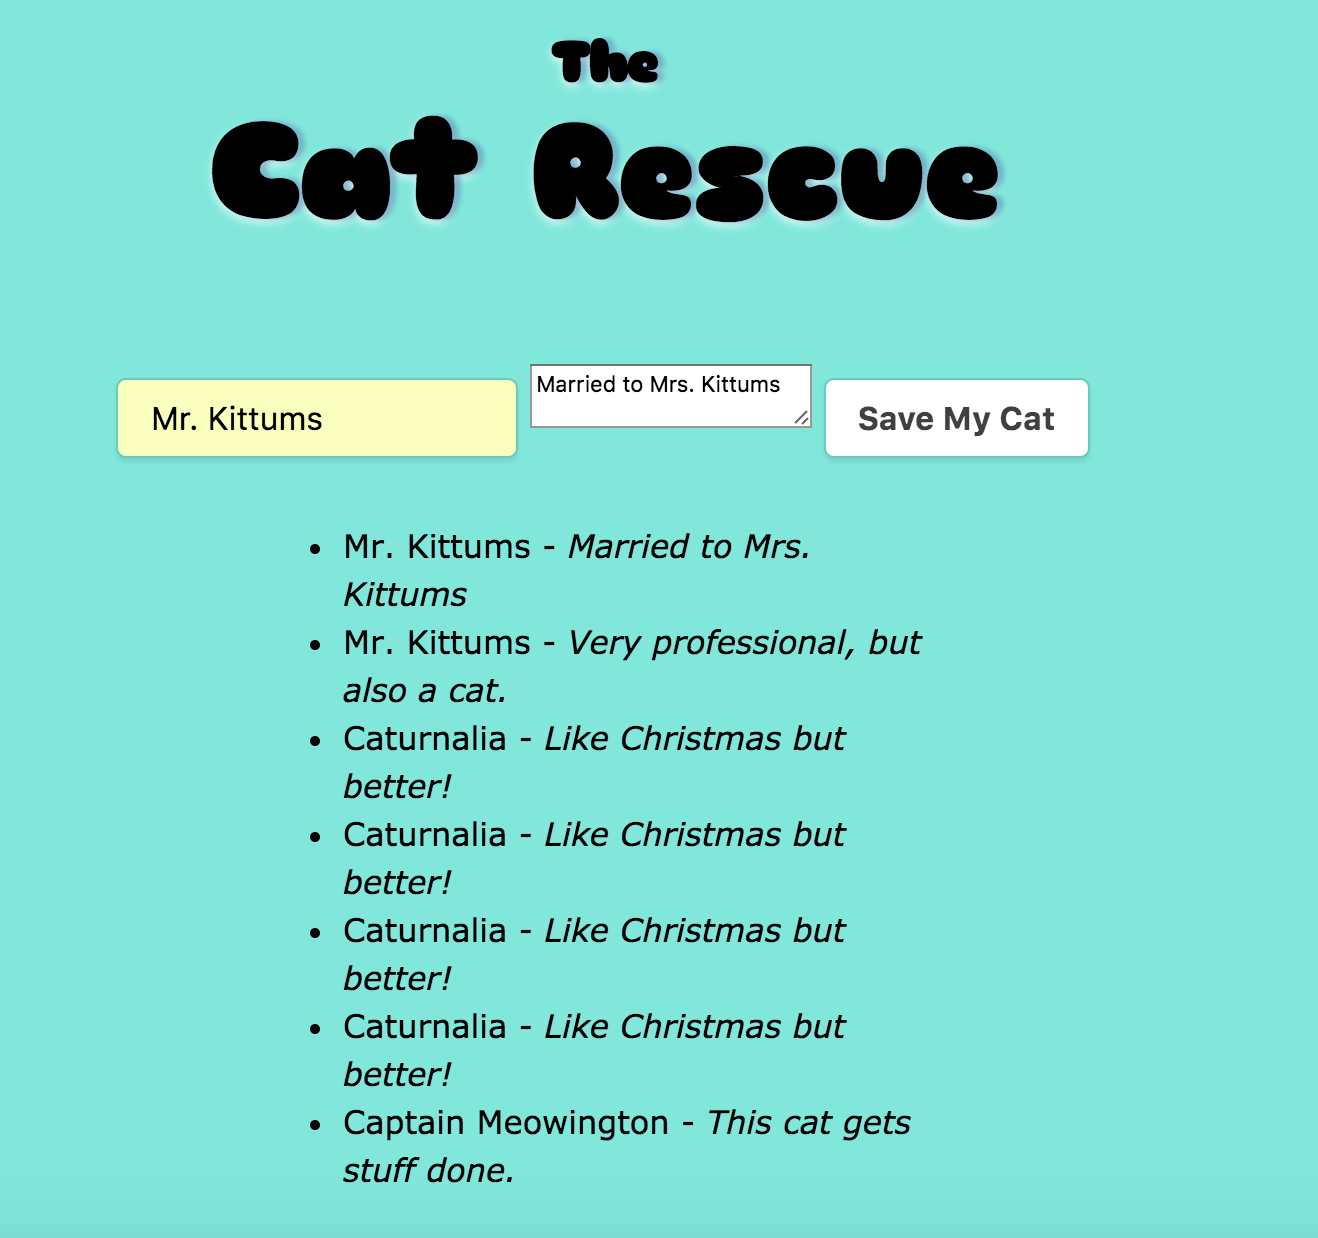 The
Cat Rescue
Mr. Kittums
Married to Mrs. Kittums
Save My Cat
• Mr. Kittums - Married to Mrs.
Kittums
• Mr. Kittums - Very professional, but
also a cat.
• Caturnalia - Like Christmas but
better!
• Caturnalia - Like Christmas but
better!
• Caturnalia - Like Christmas but
better!
• Caturnalia - Like Christmas but
better!
• Captain Meowington - This cat gets
stuff done.